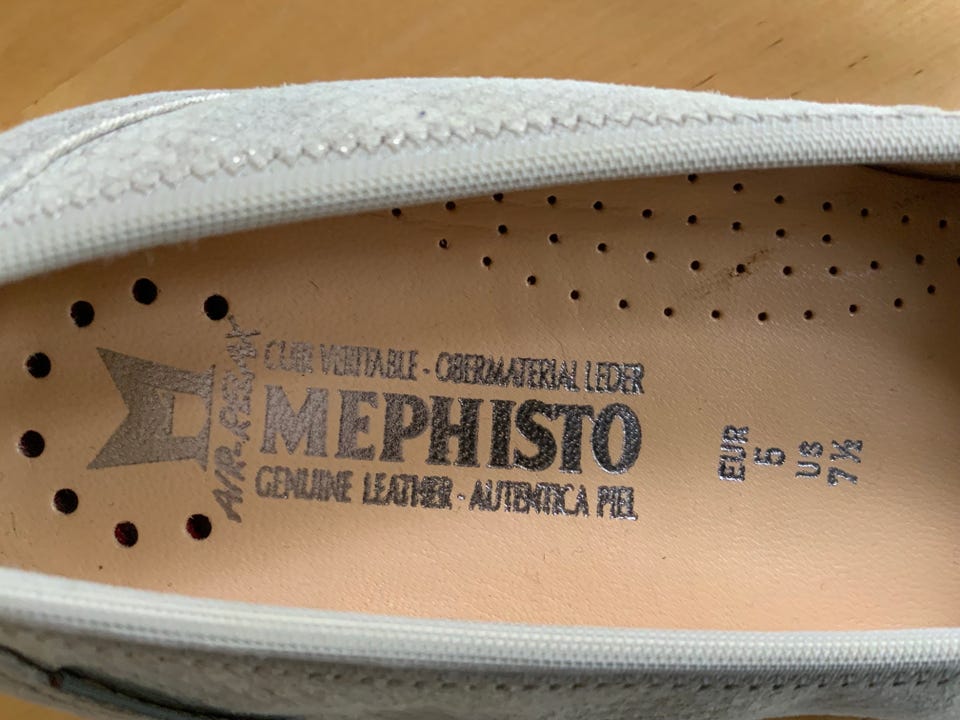 AIR-RELAX
CUIR VERITABLE - OBERMATERIAL LEDER
MEPHISTO
GENUINE LEATHER · AUTENTICA PIEL
EUR
5
US
7½